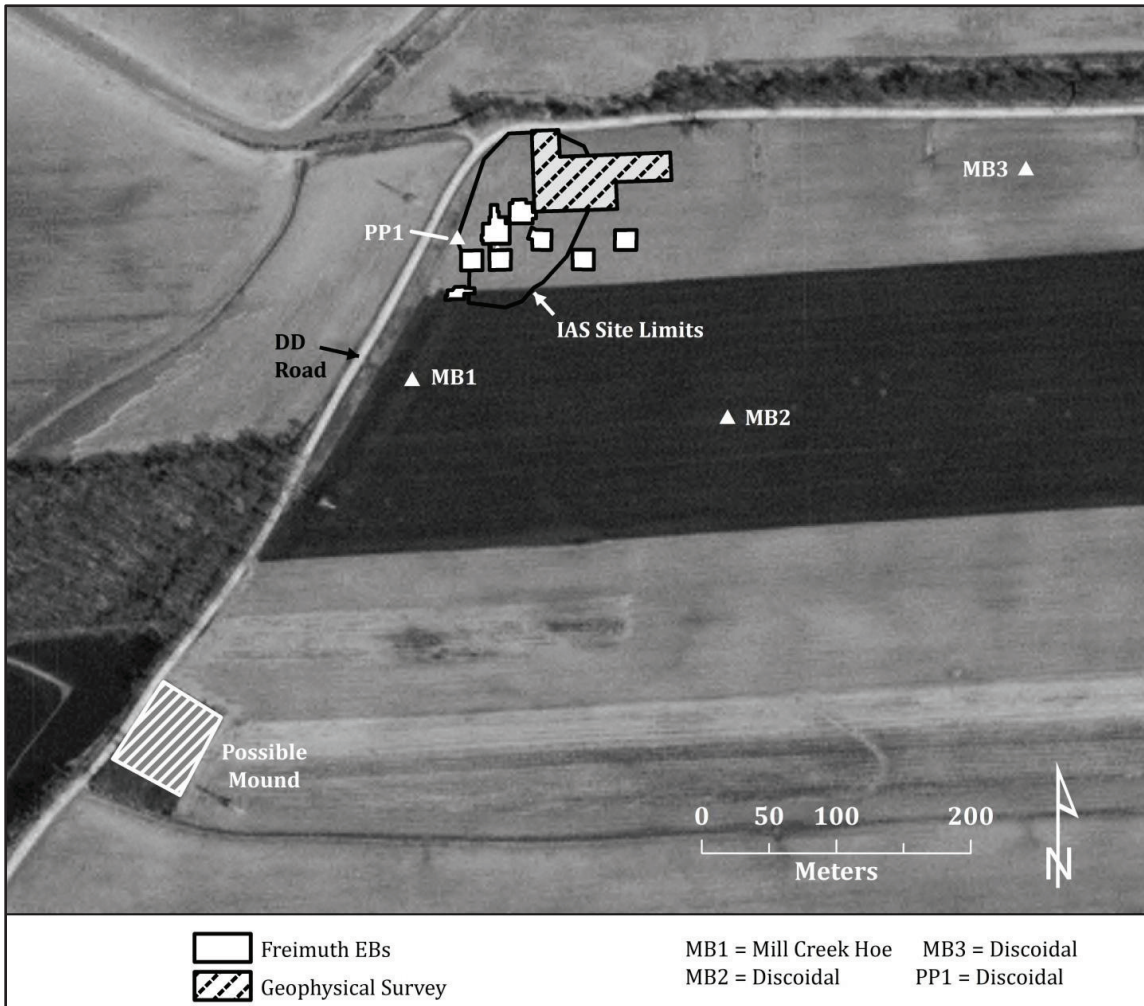 MB3
PP1
IAS Site Limits
DD
Road
MB1
MB2
Possible
Mound
0 50 100 200
Meters
N
Freimuth EBs
Geophysical Survey
MB1 = Mill Creek Hoe MB3 = Discoidal
MB2 = Discoidal PP1 = Discoidal